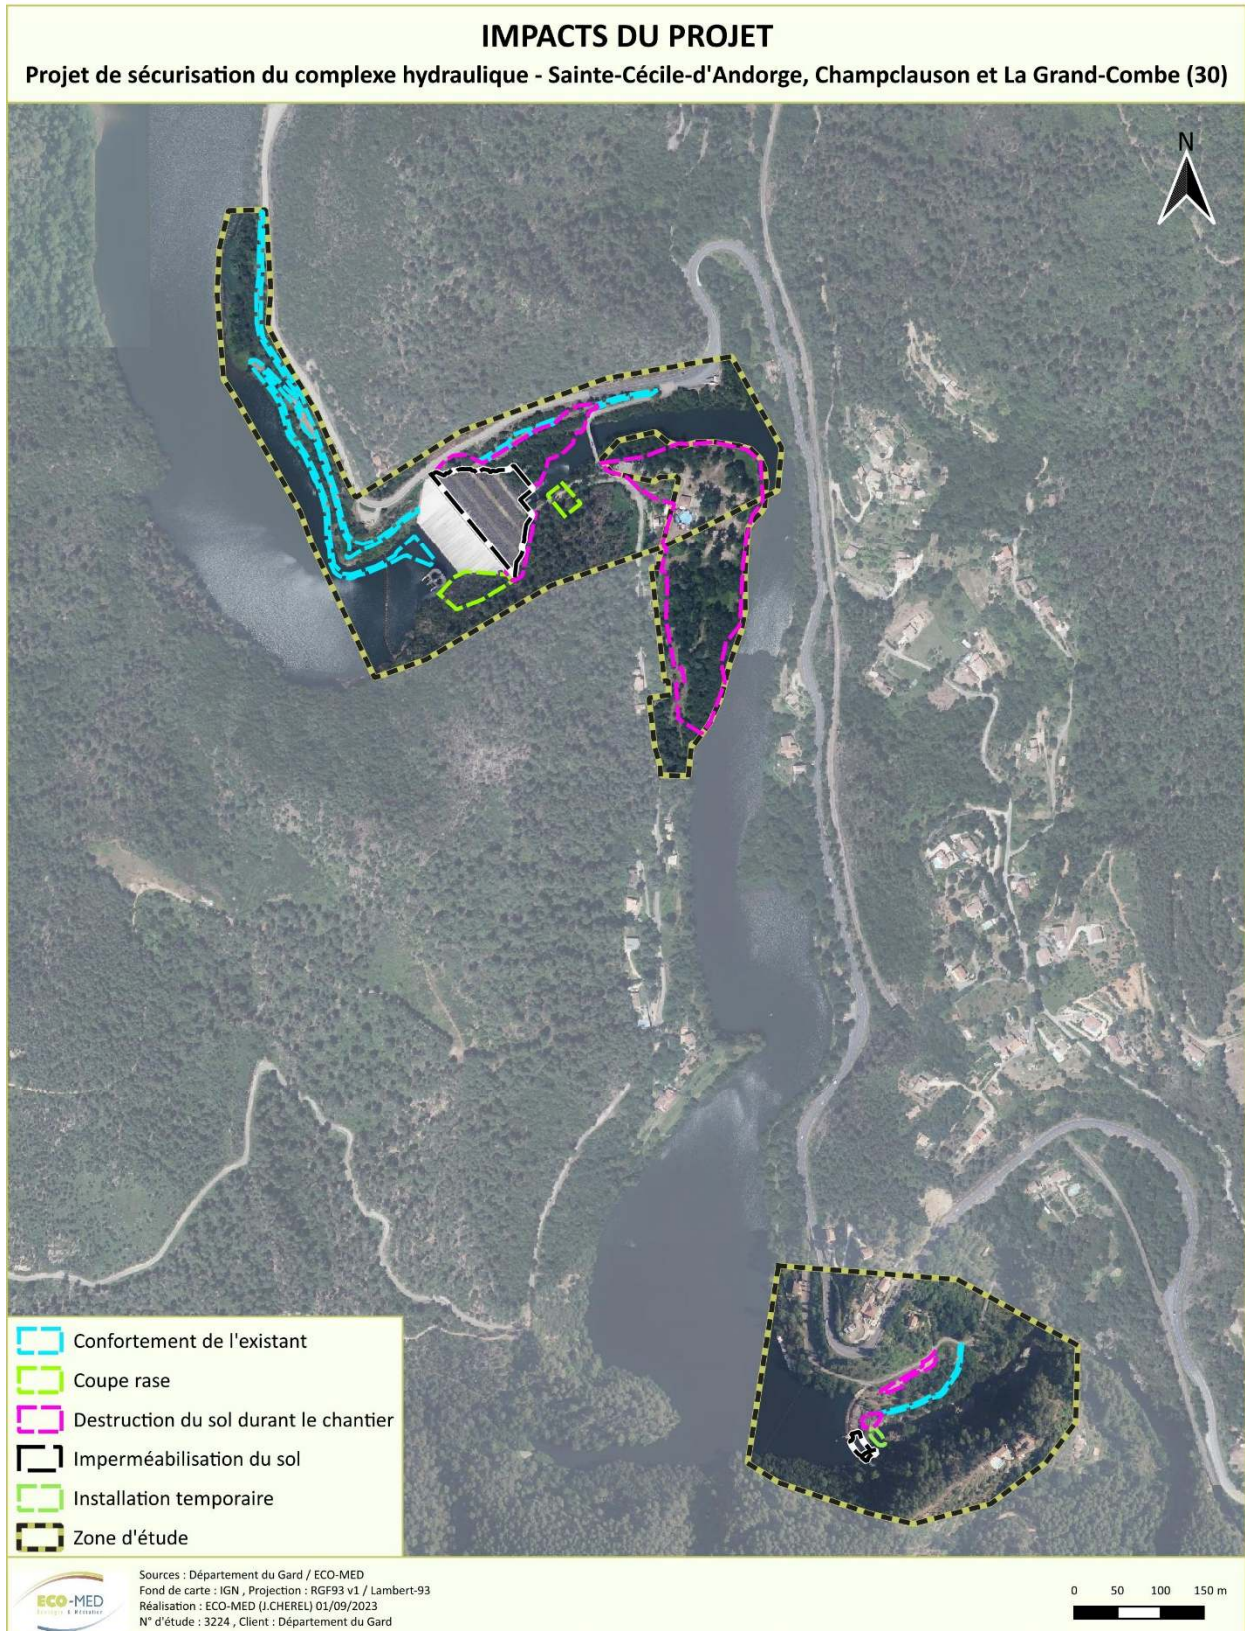 IMPACTS DU PROJET
Projet de sécurisation du complexe hydraulique - Sainte-Cécile-d'Andorge, Champclauson et La Grand-Combe (30)
N
Confortement de l'existant
Coupe rase
Destruction du sol durant le chantier
Imperméabilisation du sol
Installation temporaire
Zone d'étude
ECO-MED
Sources : Département du Gard / ECO-MED
Fond de carte : IGN , Projection : RGF93 v1 / Lambert-93
Réalisation : ECO-MED (J.CHEREL) 01/09/2023
N° d'étude : 3224 , Client : Département du Gard
0 50 100 150 m